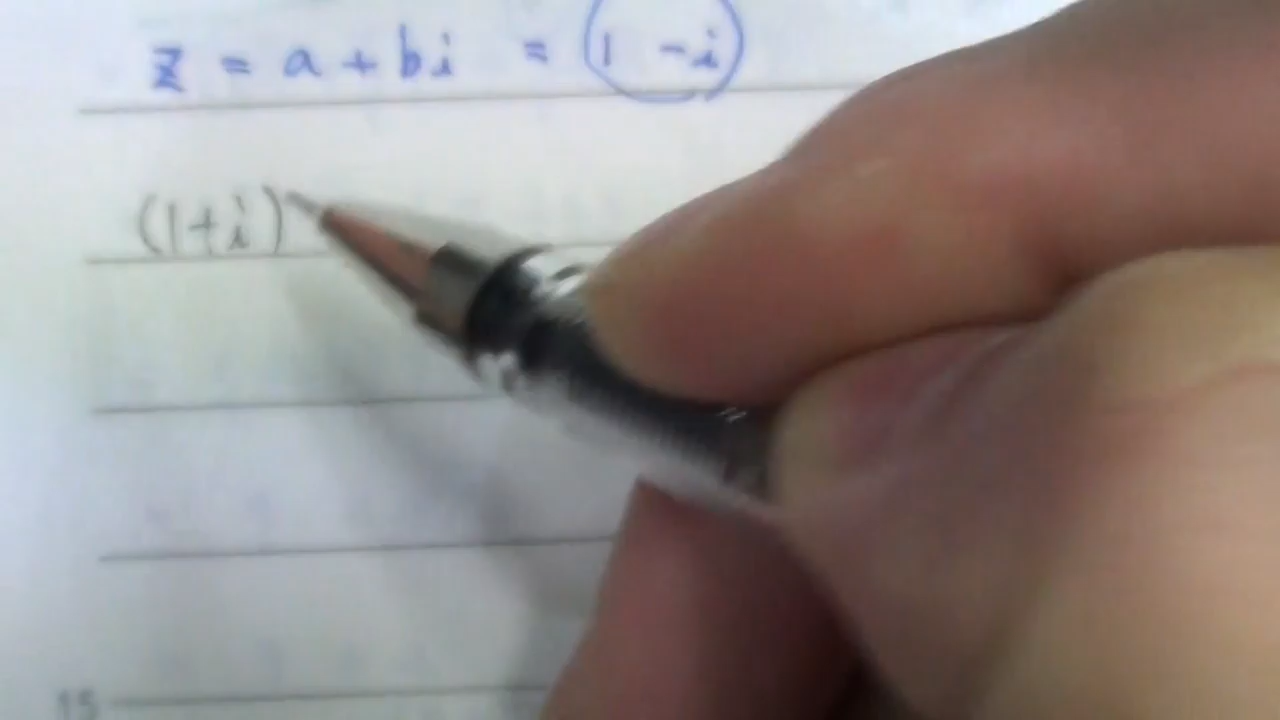 z = a + bi = 1 - i
(1+i)
15